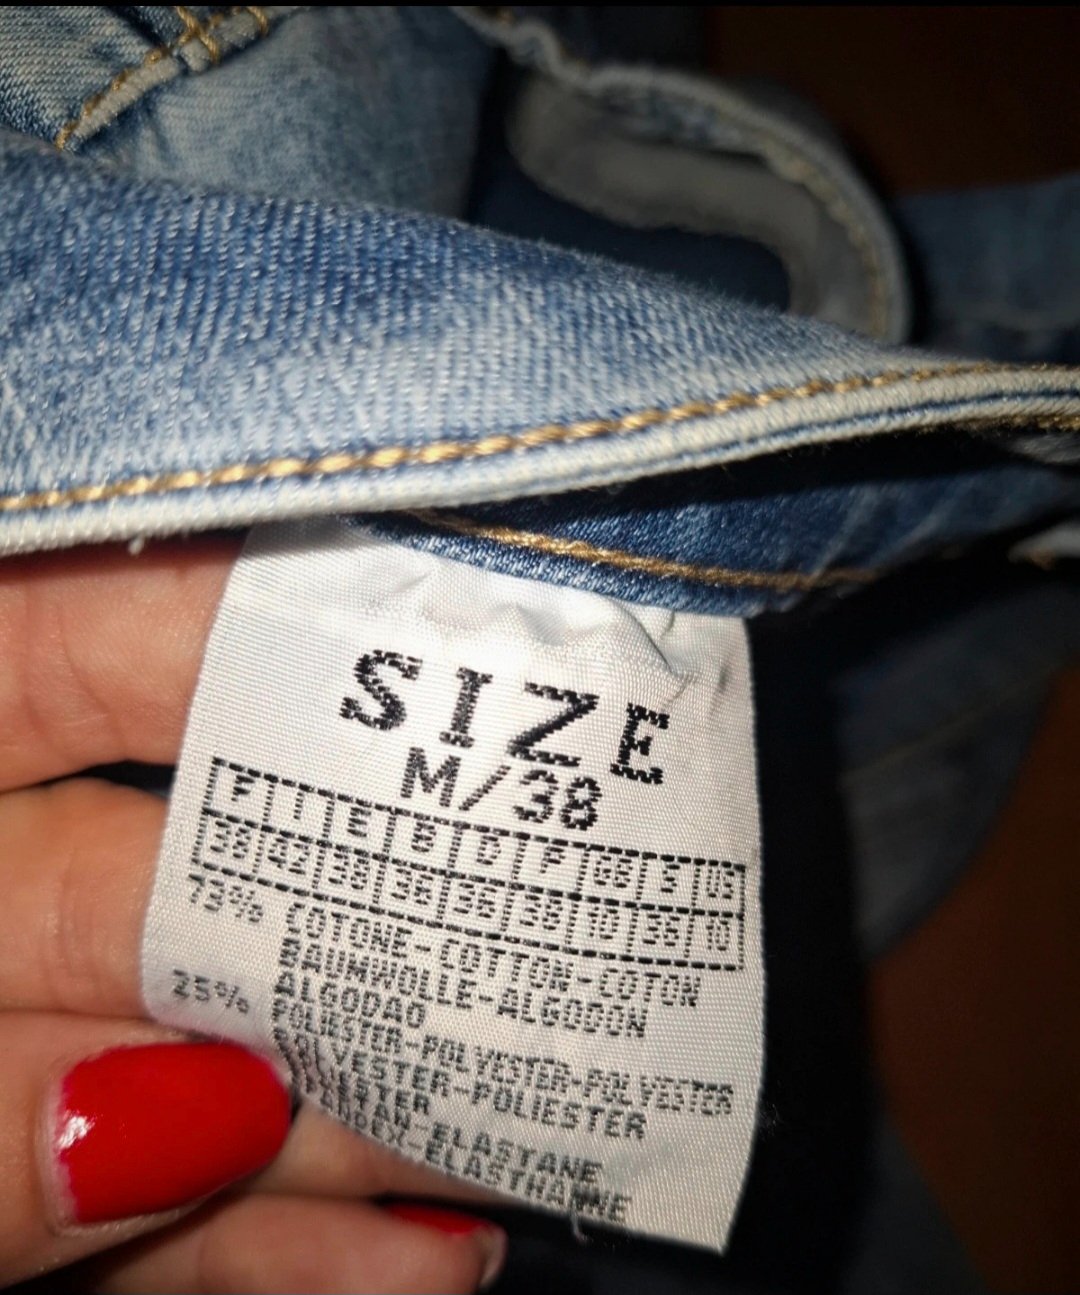 SIZE
M/38
F I E B D P GB S US
38 42 38 36 36 38 10 36 10
73% COTONE-COTTON-COTON
BAUMWOLLE-ALGODON
ALGODAO
25% POLIESTER-POLYESTER-POLYESTER
POLYESTER-POLIESTER
-ELASTANE
-ELASTHANNE